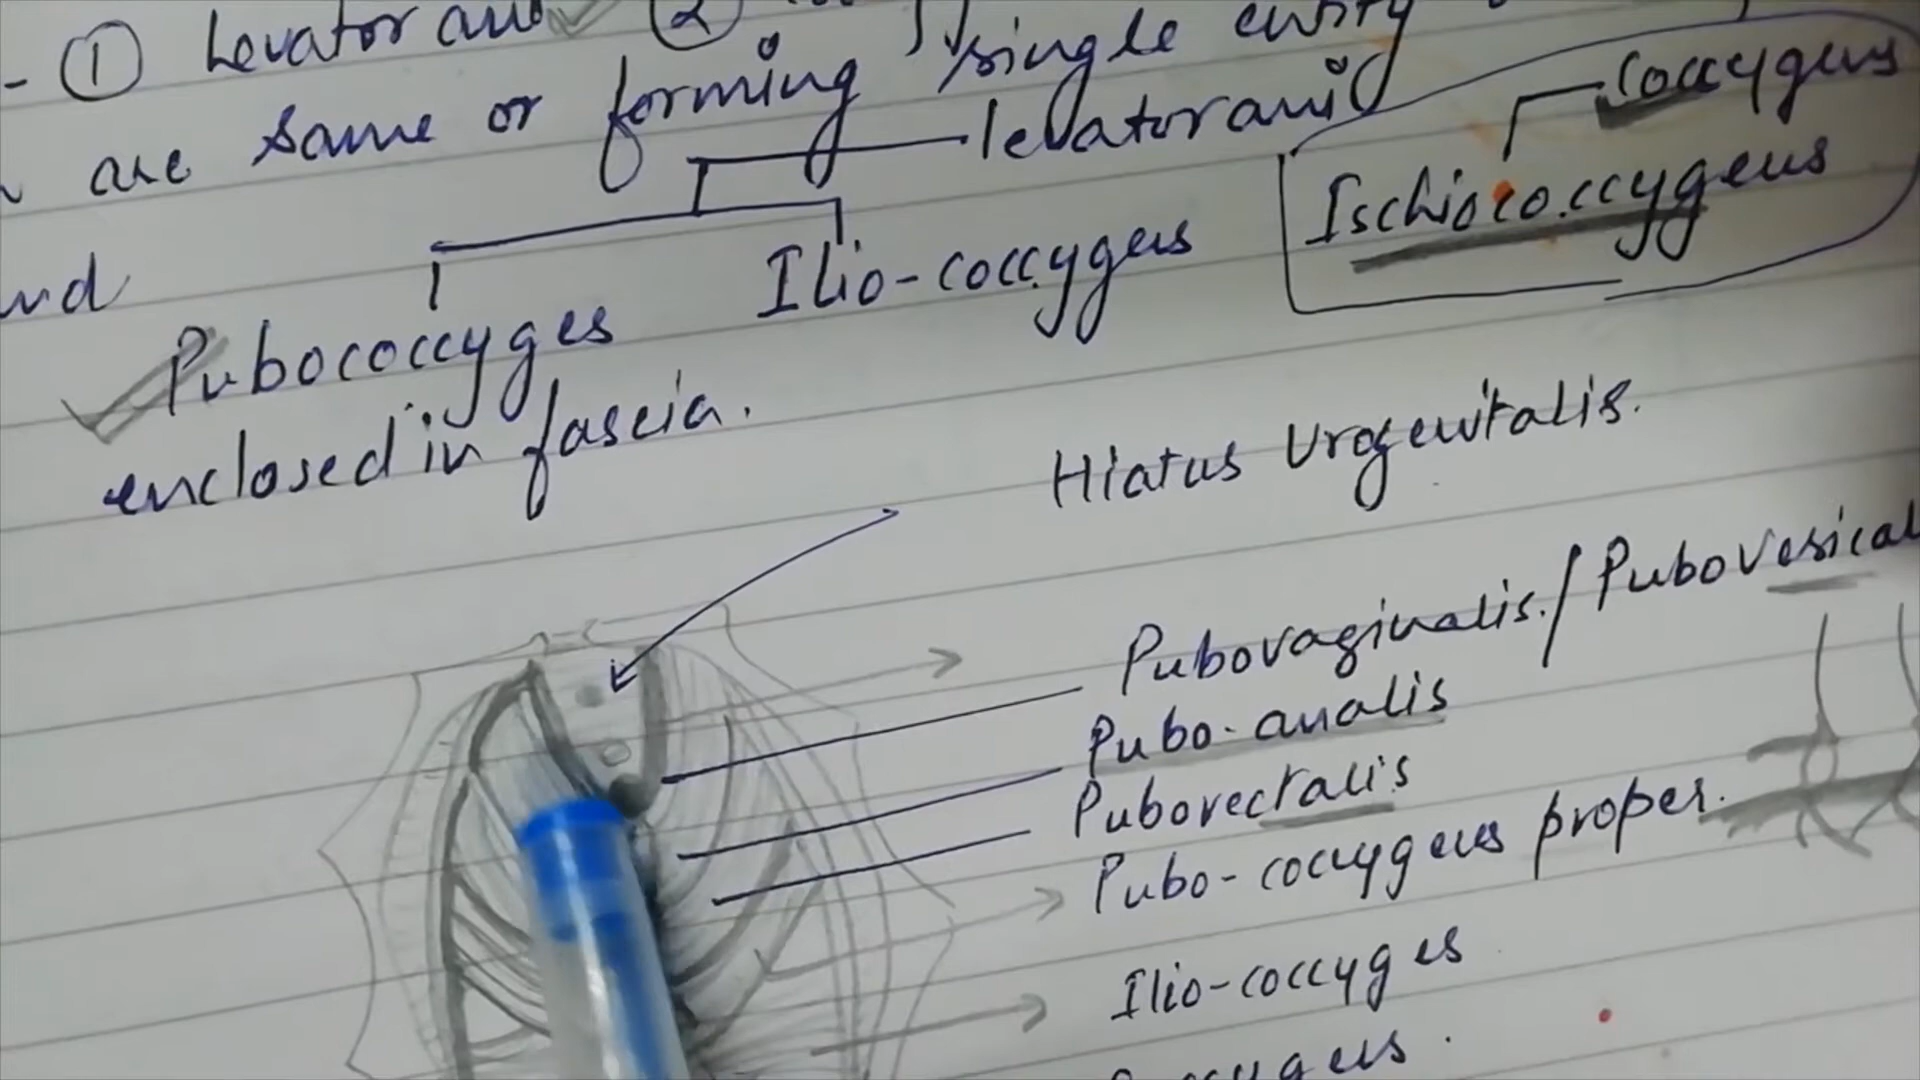 - ① Levator ani ②
are same or forming single entity
levator ani
Coccygeus
Ischiococcygeus
Ilio-coccygeus
Pubococcyges
enclosed in fascia.
Hiatus Urogenitalis.
Pubovaginalis. / Pubovesical
Pubo-analis
Puborectalis
Pubo-coccygeus proper.
Ilio-coccyges